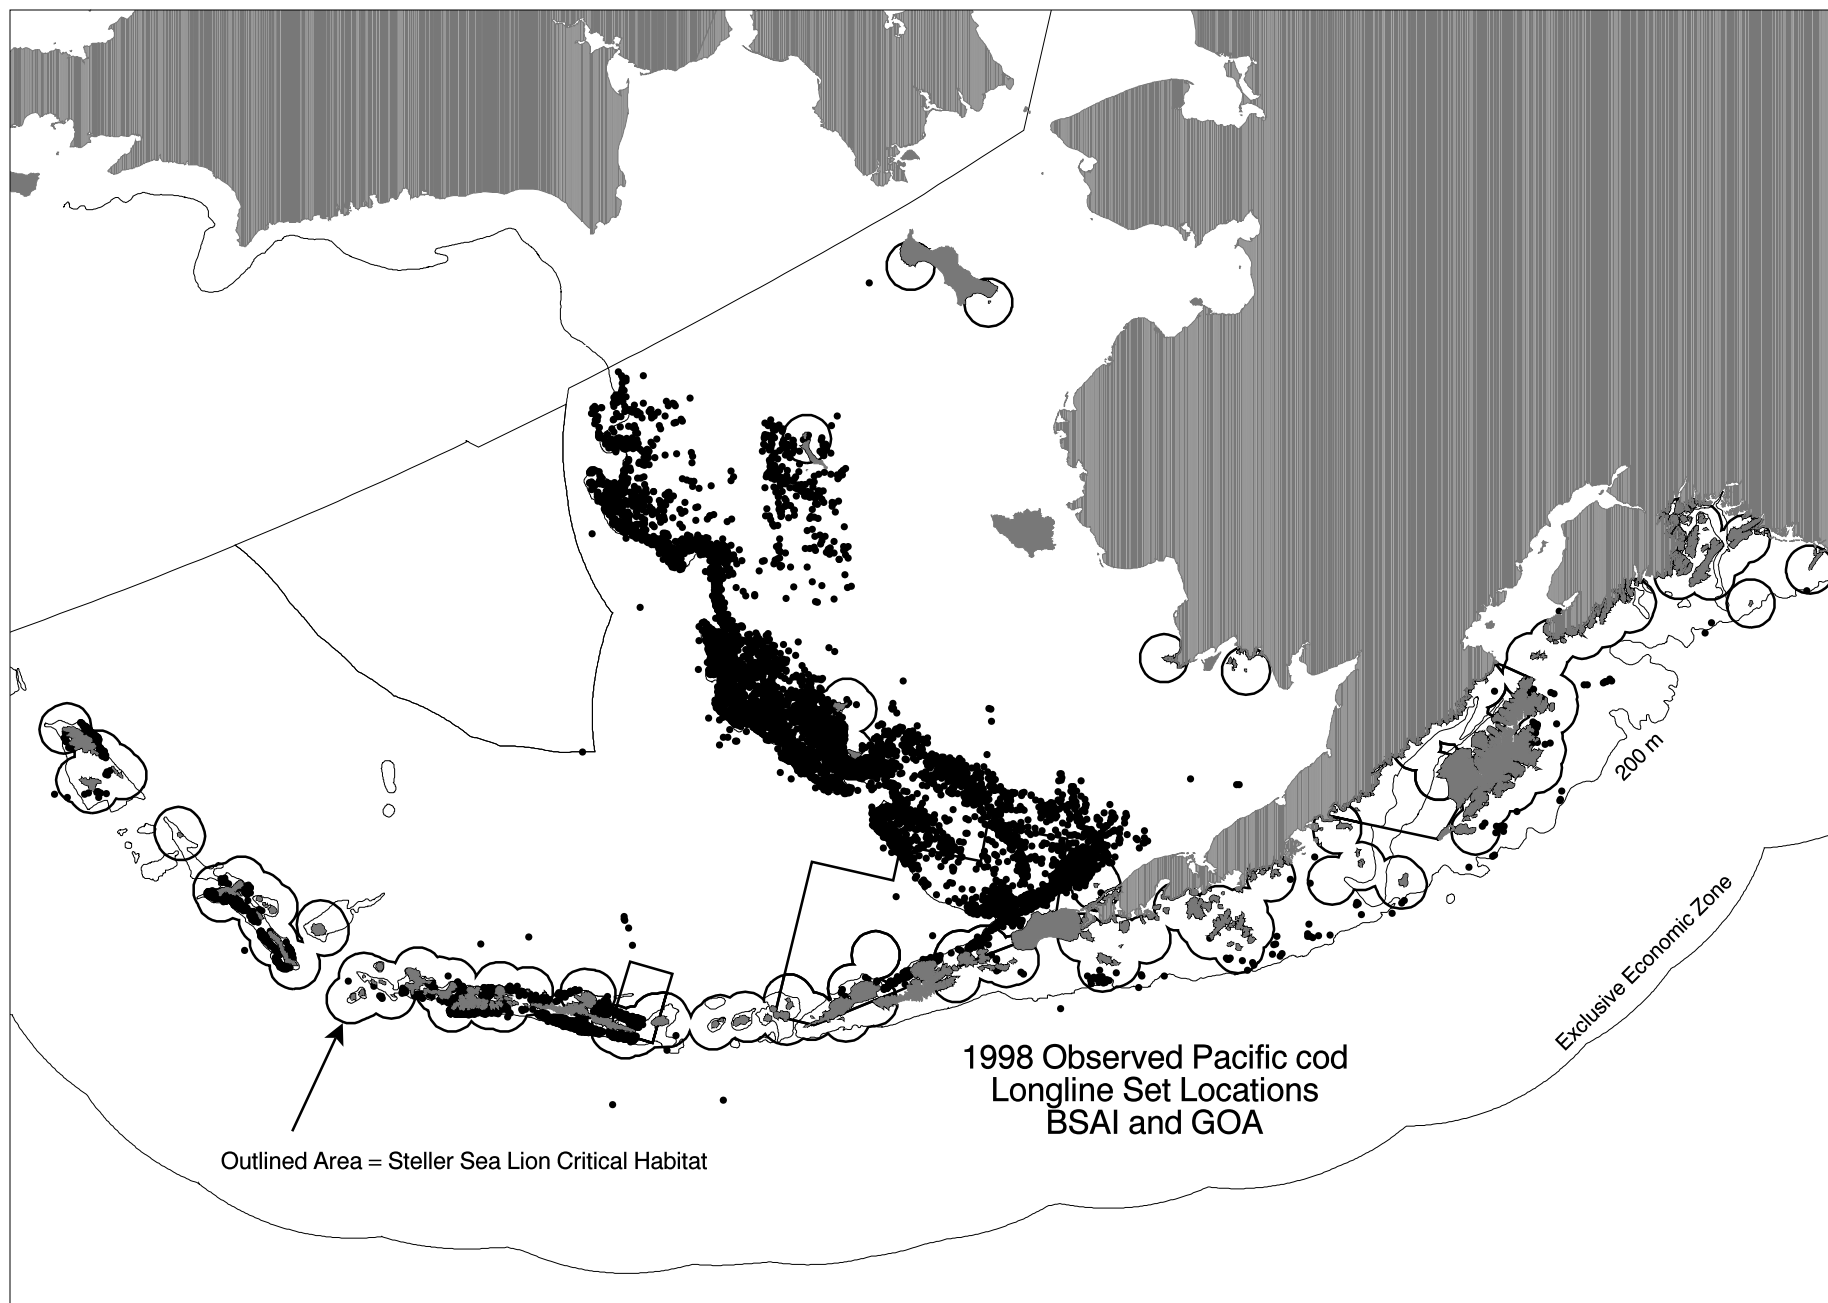 200 m
Exclusive Economic Zone
1998 Observed Pacific cod
Longline Set Locations
BSAI and GOA
Outlined Area = Steller Sea Lion Critical Habitat